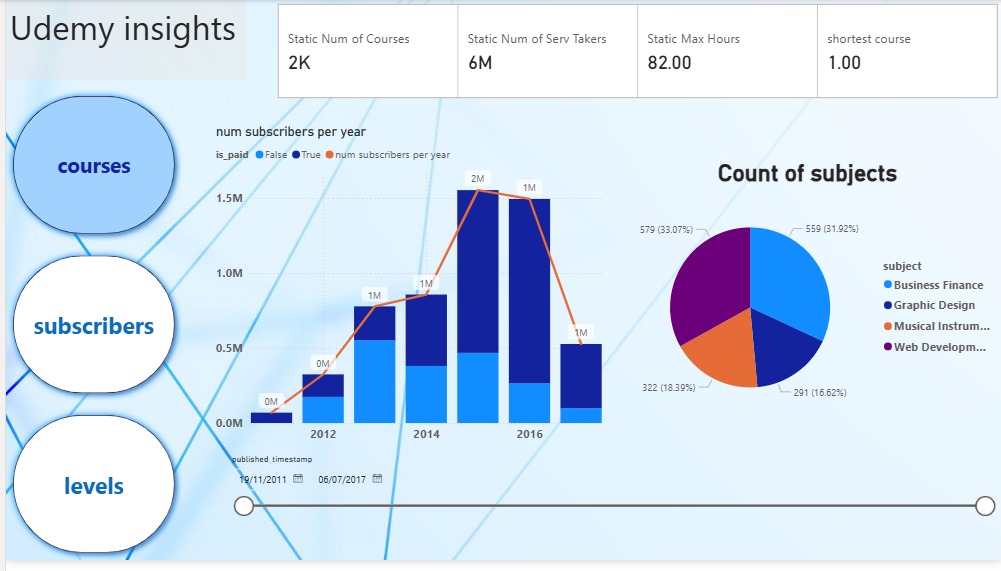 Udemy insights
Static Num of Courses
2K
Static Num of Serv Takers
6M
Static Max Hours
82.00
shortest course
1.00
courses
subscribers
levels
num subscribers per year
is_paid False True num subscribers per year
1.5M
1.0M
0.5M
0.0M
0M
0M
1M
1M
2M
1M
1M
2012
2014
2016
published_timestamp
19/11/2011 06/07/2017
Count of subjects
579 (33.07%)
559 (31.92%)
322 (18.39%)
291 (16.62%)
subject
Business Finance
Graphic Design
Musical Instrum...
Web Developm...